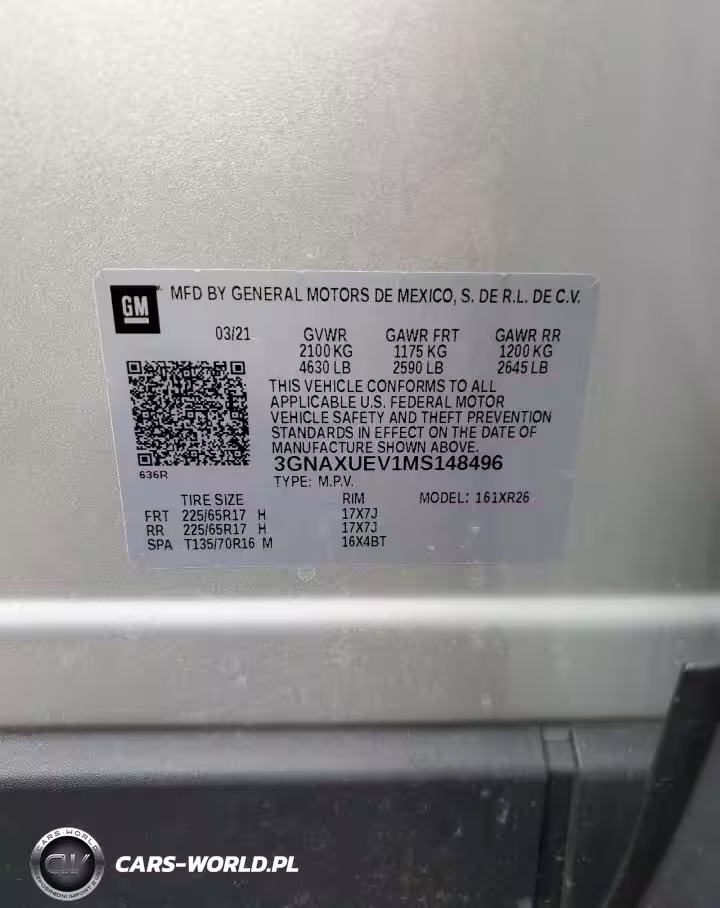 GM MFD BY GENERAL MOTORS DE MEXICO, S. DE R.L. DE C.V.
03/21 GVWR GAWR FRT GAWR RR
2100 KG 1175 KG 1200 KG
4630 LB 2590 LB 2645 LB
THIS VEHICLE CONFORMS TO ALL
APPLICABLE U.S. FEDERAL MOTOR
VEHICLE SAFETY AND THEFT PREVENTION
STANDARDS IN EFFECT ON THE DATE OF
MANUFACTURE SHOWN ABOVE.
636R
3GNAXUEV1MS148496
TYPE: M.P.V.
TIRE SIZE RIM MODEL: 161XR26
FRT 225/65R17 H 17X7J
RR 225/65R17 H 17X7J
SPA T135/70R16 M 16X4BT
CARS-WORLD
CARS-WORLD.PL